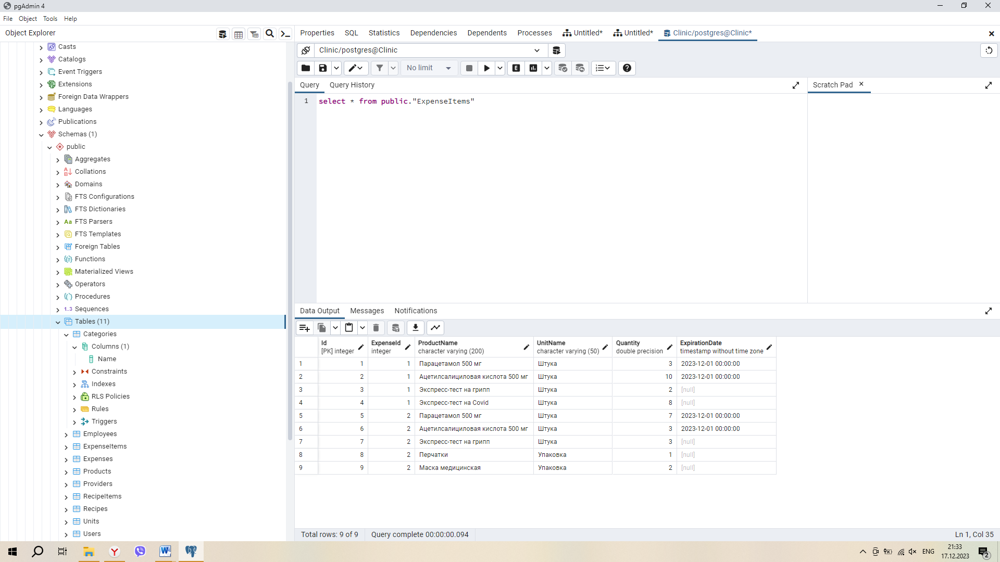 pgAdmin 4
File Object Tools Help
Object Explorer
Properties SQL Statistics Dependencies Dependents Processes Untitled* Untitled* Clinic/postgres@Clinic*
Clinic/postgres@Clinic
No limit
Query Query History
Scratch Pad
1 select * from public."ExpenseItems"
Casts
Catalogs
Event Triggers
Extensions
Foreign Data Wrappers
Languages
Publications
Schemas (1)
public
Aggregates
Collations
Domains
FTS Configurations
FTS Dictionaries
Aa FTS Parsers
FTS Templates
Foreign Tables
Functions
Materialized Views
Operators
Procedures
1..3 Sequences
Tables (11)
Categories
Columns (1)
Name
Constraints
Indexes
RLS Policies
Rules
Triggers
Employees
ExpenseItems
Expenses
Products
Providers
RecipeItems
Recipes
Units
Users
Data Output Messages Notifications
Id ExpenseId ProductName UnitName Quantity ExpirationDate
[PK] integer integer character varying (200) character varying (50) double precision timestamp without time zone
1 1 1 Парацетамол 500 мг Штука 3 2023-12-01 00:00:00
2 2 1 Ацетилсалициловая кислота 500 мг Штука 10 2023-12-01 00:00:00
3 3 1 Экспресс-тест на грипп Штука 2 [null]
4 4 1 Экспресс-тест на Covid Штука 8 [null]
5 5 2 Парацетамол 500 мг Штука 7 2023-12-01 00:00:00
6 6 2 Ацетилсалициловая кислота 500 мг Штука 3 2023-12-01 00:00:00
7 7 2 Экспресс-тест на грипп Штука 3 [null]
8 8 2 Перчатки Упаковка 1 [null]
9 9 2 Маска медицинская Упаковка 2 [null]
Total rows: 9 of 9 Query complete 00:00:00.094
Ln 1, Col 35
ENG
21:33
17.12.2023
2